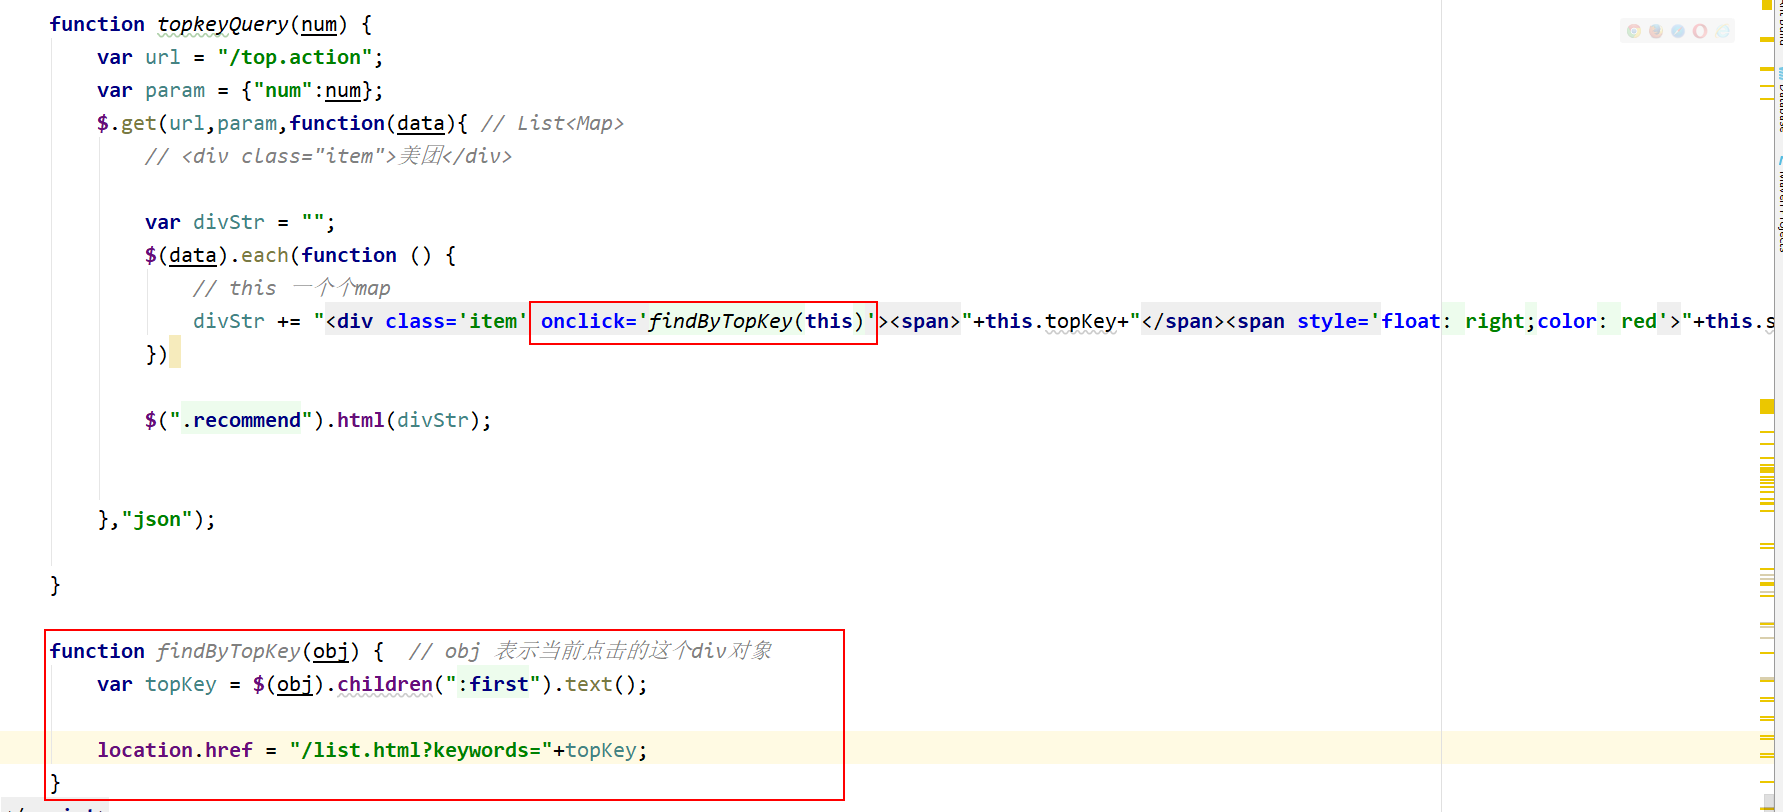 function topkeyQuery(num) {
    var url = "/top.action";
    var param = {"num":num};
    $.get(url,param,function(data){ // List<Map>
        // <div class="item">美团</div>

        var divStr = "";
        $(data).each(function () {
            // this 一个个map
            divStr += "<div class='item' onclick='findByTopKey(this)'><span>"+this.topKey+"</span><span style='float: right;color: red'>"+this.s
        })

        $(".recommend").html(divStr);

    },"json");

}

function findByTopKey(obj) {  // obj 表示当前点击的这个div对象
    var topKey = $(obj).children(":first").text();

    location.href = "/list.html?keywords="+topKey;
}